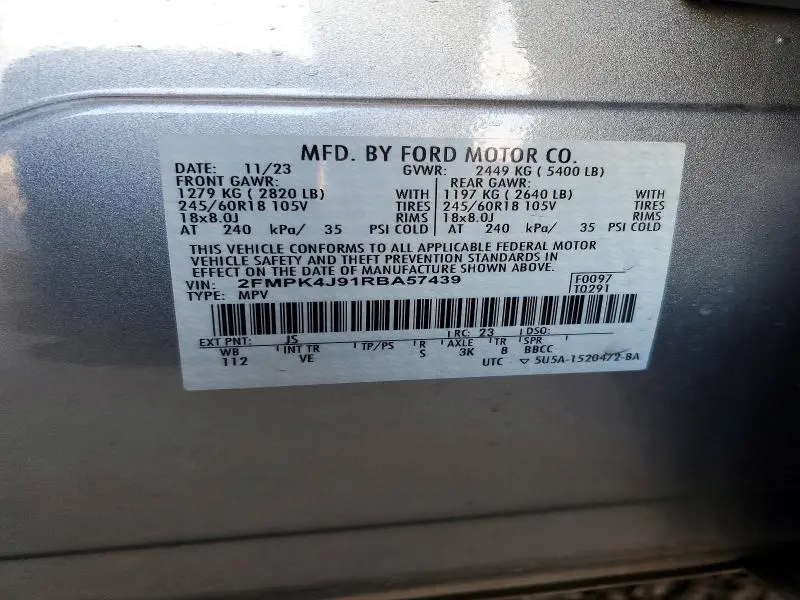 MFD. BY FORD MOTOR CO.
DATE: 11/23 GVWR: 2449 KG ( 5400 LB)
FRONT GAWR: REAR GAWR:
1279 KG ( 2820 LB) WITH 1197 KG ( 2640 LB) WITH
245/60R18 105V TIRES 245/60R18 105V TIRES
18x8.0J RIMS 18x8.0J RIMS
AT 240 kPa/ 35 PSI COLD AT 240 kPa/ 35 PSI COLD
THIS VEHICLE CONFORMS TO ALL APPLICABLE FEDERAL MOTOR
VEHICLE SAFETY AND THEFT PREVENTION STANDARDS IN
EFFECT ON THE DATE OF MANUFACTURE SHOWN ABOVE.
VIN: 2FMPK4J91RBA57439 F0097
TYPE: MPV T0291
EXT PNT: JS RC: 23 DSO:
WB INT TR TP/PS R AXLE TR SPR
112 VE S 3K 8 BBCC
UTC ▽ 5U5A-1520472-BA